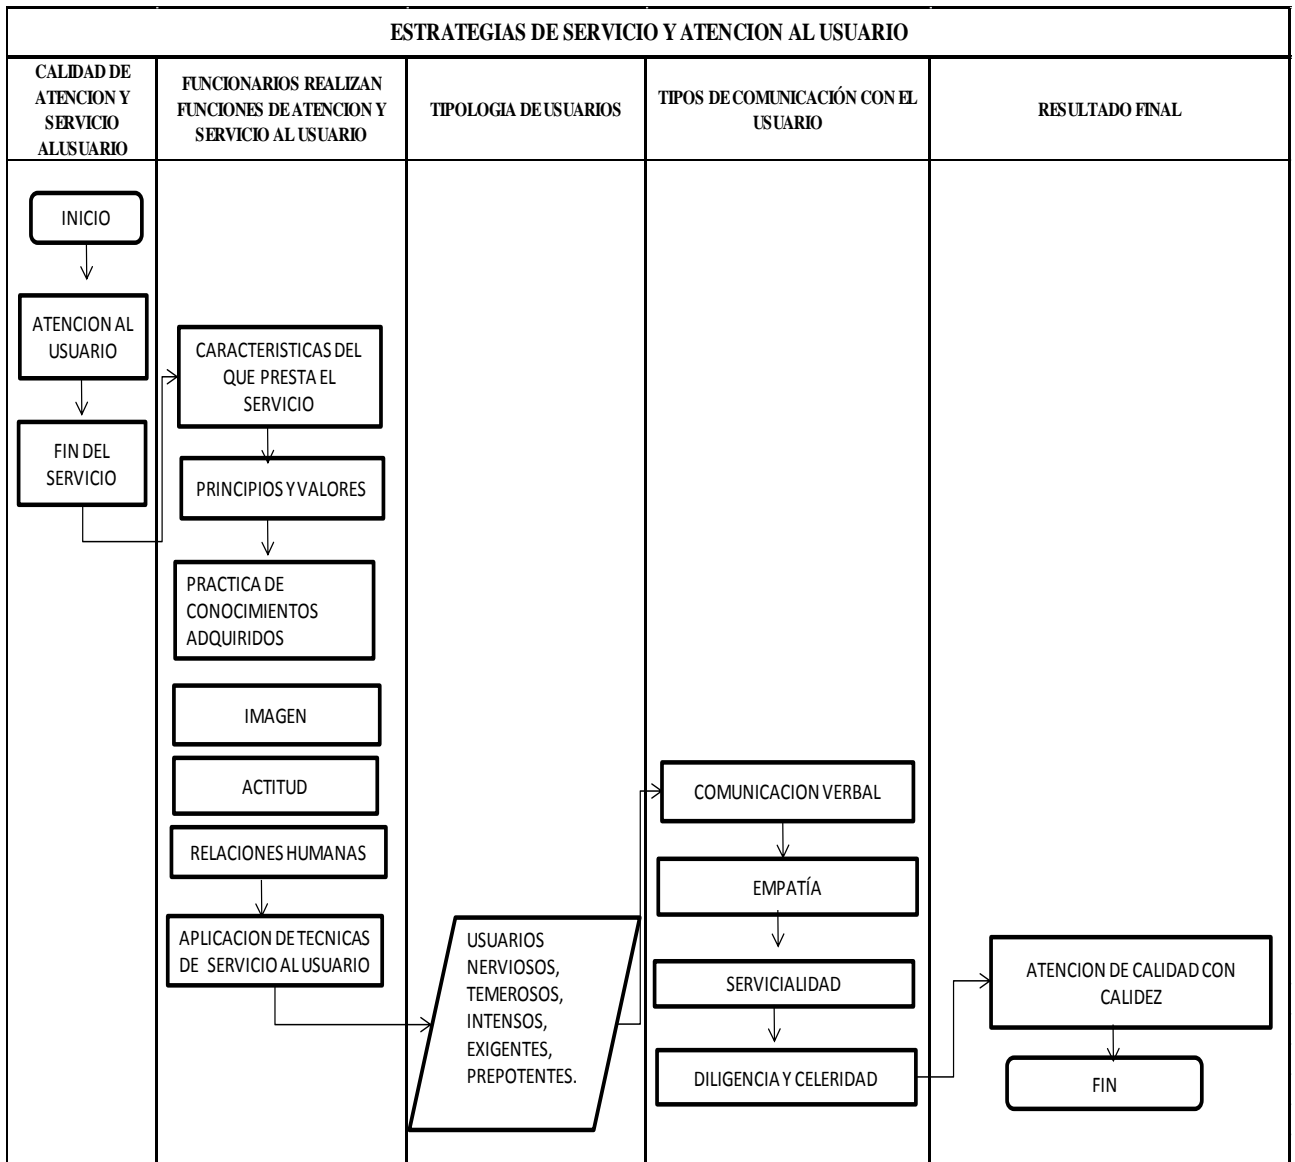 ESTRATEGIAS DE SERVICIO Y ATENCION AL USUARIO
CALIDAD DE
ATENCION Y
SERVICIO
ALUSUARIO
FUNCIONARIOS REALIZAN
FUNCIONES DE ATENCION Y
SERVICIO AL USUARIO
TIPOLOGIA DE USUARIOS
TIPOS DE COMUNICACIÓN CON EL
USUARIO
RESULTADO FINAL
INICIO
ATENCION AL
USUARIO
FIN DEL
SERVICIO
CARACTERISTICAS DEL
QUE PRESTA EL
SERVICIO
PRINCIPIOS Y VALORES
PRACTICA DE
CONOCIMIENTOS
ADQUIRIDOS
IMAGEN
ACTITUD
RELACIONES HUMANAS
APLICACION DE TECNICAS
DE SERVICIO AL USUARIO
USUARIOS
NERVIOSOS,
TEMEROSOS,
INTENSOS,
EXIGENTES,
PREPOTENTES.
COMUNICACION VERBAL
EMPATÍA
SERVICIALIDAD
DILIGENCIA Y CELERIDAD
ATENCION DE CALIDAD CON
CALIDEZ
FIN